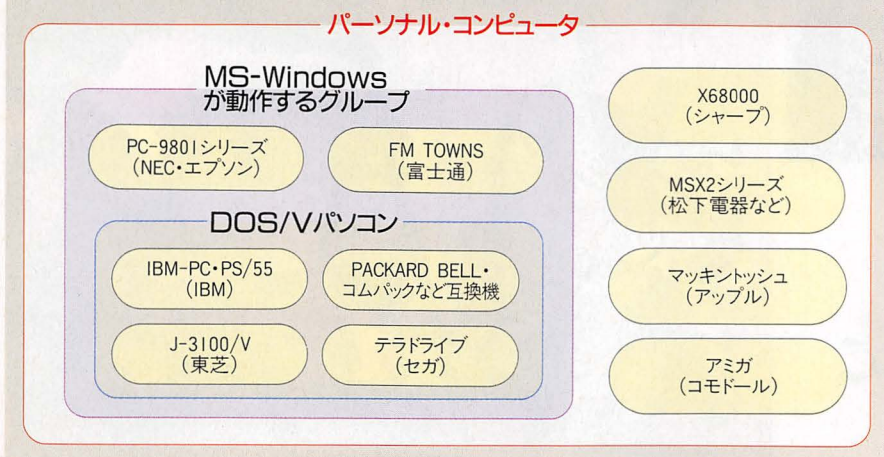 パーソナル・コンピュータ
MS-Windows
が動作するグループ
PC-9801シリーズ
(NEC・エプソン)
FM TOWNS
(富士通)
DOS/Vパソコン
IBM-PC・PS/55
(IBM)
PACKARD BELL・
コムパックなど互換機
J-3100/V
(東芝)
テラドライブ
(セガ)
X68000
(シャープ)
MSX2シリーズ
(松下電器など)
マッキントッシュ
(アップル)
アミガ
(コモドール)